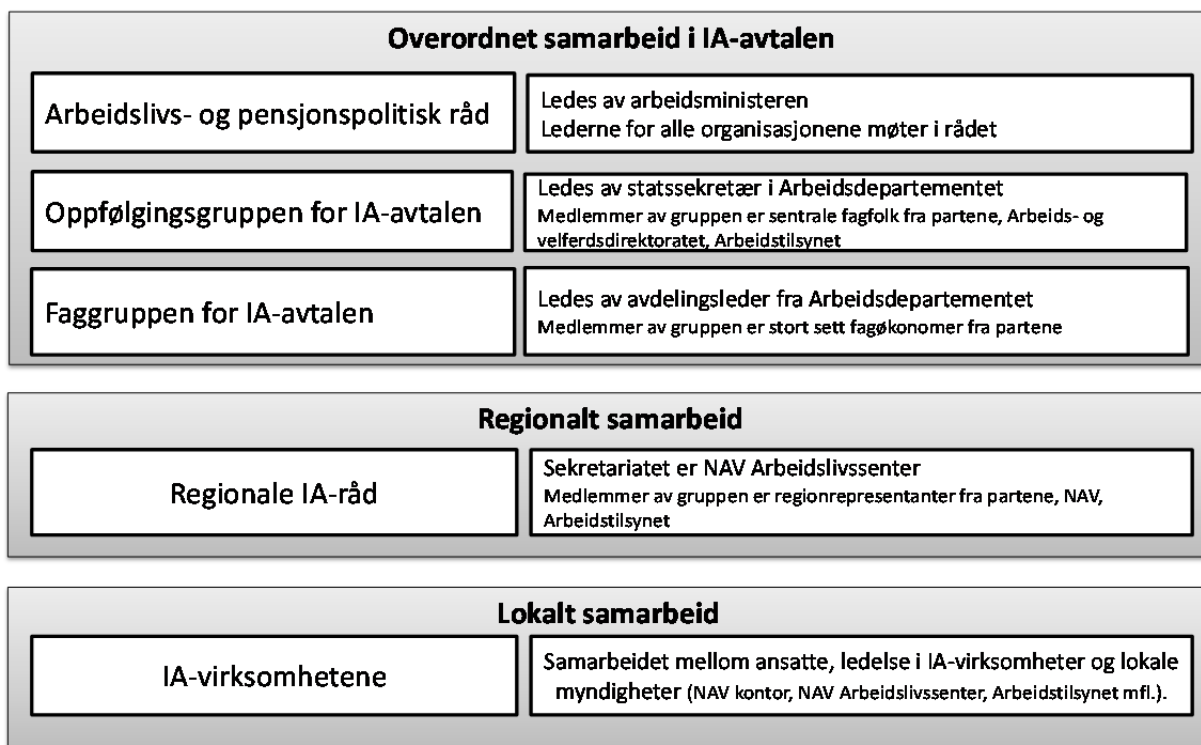 Overordnet samarbeid i IA-avtalen
Arbeidslivs- og pensjonspolitisk råd
Ledes av arbeidsministeren
Lederne for alle organisasjonene møter i rådet
Oppfølgingsgruppen for IA-avtalen
Ledes av statssekretær i Arbeidsdepartementet
Medlemmer av gruppen er sentrale fagfolk fra partene, Arbeids- og
velferdsdirektoratet, Arbeidstilsynet
Faggruppen for IA-avtalen
Ledes av avdelingsleder fra Arbeidsdepartementet
Medlemmer av gruppen er stort sett fagøkonomer fra partene
Regionalt samarbeid
Regionale IA-råd
Sekretariatet er NAV Arbeidslivssenter
Medlemmer av gruppen er regionrepresentanter fra partene, NAV,
Arbeidstilsynet
Lokalt samarbeid
IA-virksomhetene
Samarbeidet mellom ansatte, ledelse i IA-virksomheter og lokale
myndigheter (NAV kontor, NAV Arbeidslivssenter, Arbeidstilsynet mfl.).